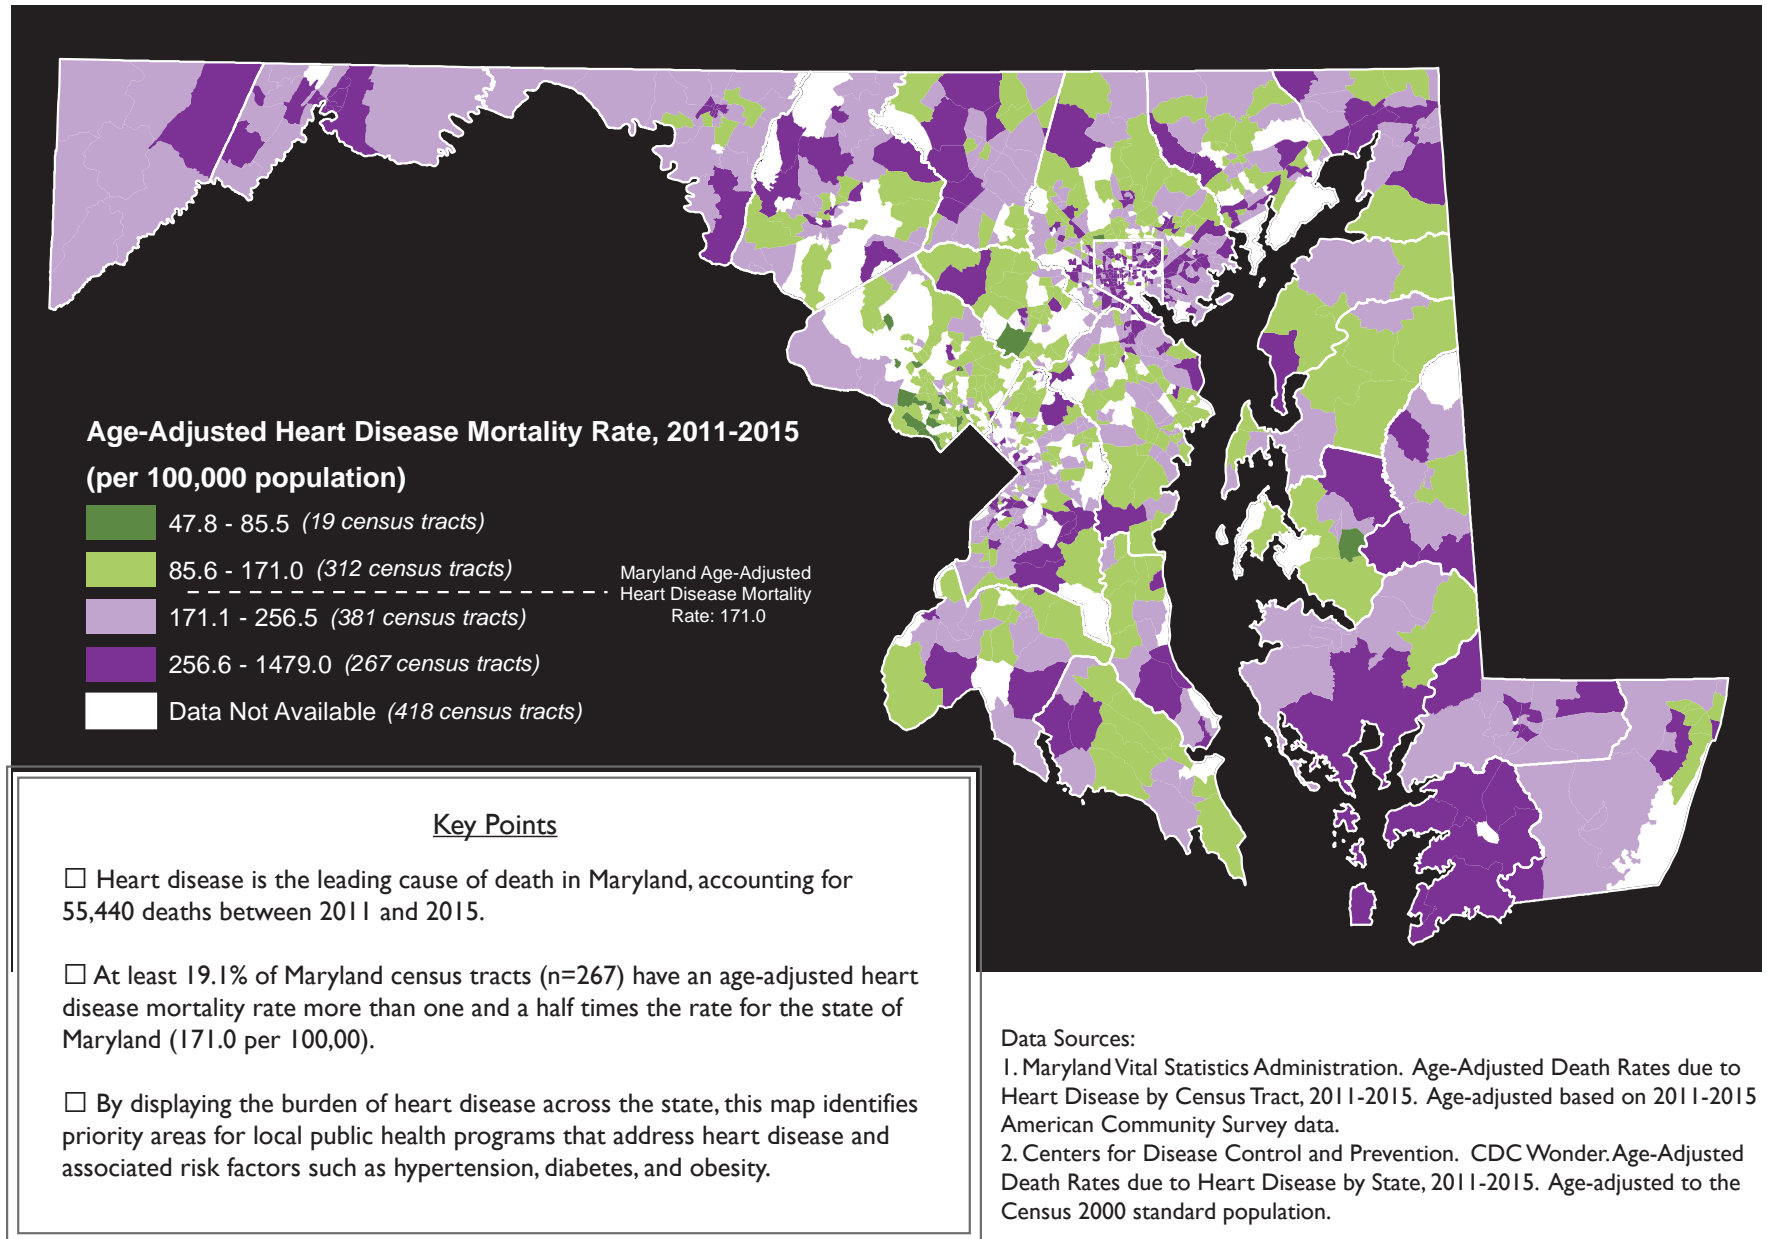 Age-Adjusted Heart Disease Mortality Rate, 2011-2015
(per 100,000 population)
47.8 - 85.5 (19 census tracts)
85.6 - 171.0 (312 census tracts)
171.1 - 256.5 (381 census tracts)
256.6 - 1479.0 (267 census tracts)
Data Not Available (418 census tracts)
Maryland Age-Adjusted
Heart Disease Mortality
Rate: 171.0
Key Points
☐ Heart disease is the leading cause of death in Maryland, accounting for
55,440 deaths between 2011 and 2015.
☐ At least 19.1% of Maryland census tracts (n=267) have an age-adjusted heart
disease mortality rate more than one and a half times the rate for the state of
Maryland (171.0 per 100,00).
☐ By displaying the burden of heart disease across the state, this map identifies
priority areas for local public health programs that address heart disease and
associated risk factors such as hypertension, diabetes, and obesity.
Data Sources:
1. Maryland Vital Statistics Administration. Age-Adjusted Death Rates due to
Heart Disease by Census Tract, 2011-2015. Age-adjusted based on 2011-2015
American Community Survey data.
2. Centers for Disease Control and Prevention. CDC Wonder. Age-Adjusted
Death Rates due to Heart Disease by State, 2011-2015. Age-adjusted to the
Census 2000 standard population.